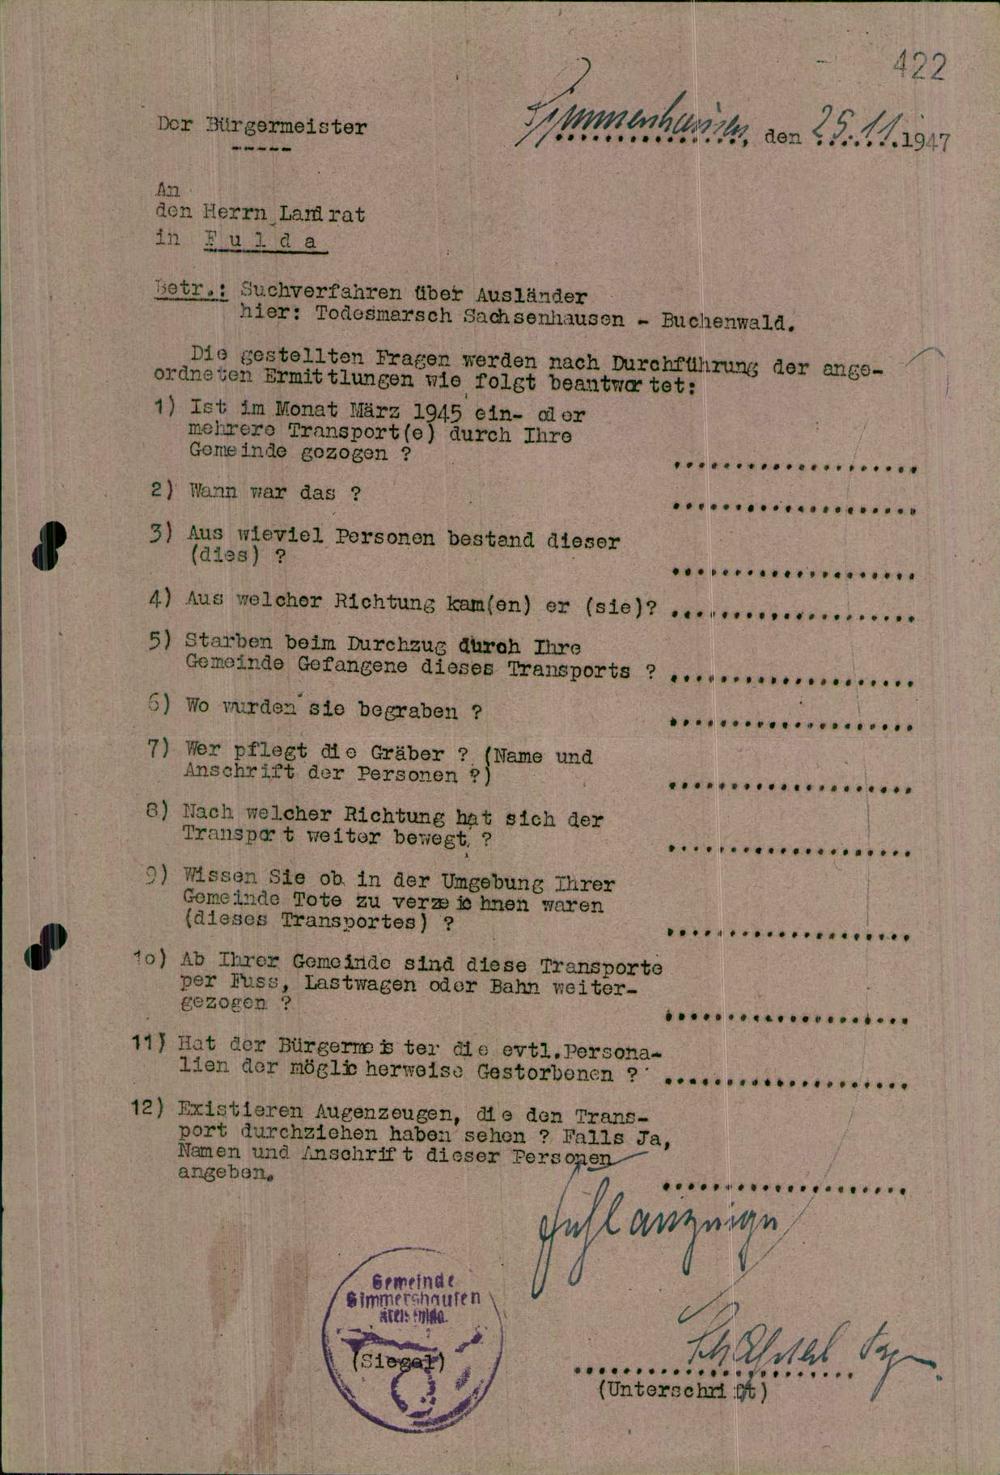 422
Der Bürgermeister
Simmershausen, den 25.11.1947
An
den Herrn Landrat
in Fulda
Betr.: Suchverfahren über Ausländer
hier: Todesmarsch Sachsenhausen - Buchenwald.
Die gestellten Fragen werden nach Durchführung der ange-
ordneten Ermittlungen wie folgt beantwortet:
1) Ist im Monat März 1945 ein- oder
mehrere Transport(e) durch Ihre
Gemeinde gezogen ? ....................
2) Wann war das ? ....................
3) Aus wieviel Personen bestand dieser
(dies) ? ....................
4) Aus welcher Richtung kam(en) er (sie)? ....................
5) Starben beim Durchzug durch Ihre
Gemeinde Gefangene dieses Transports ? ....................
6) Wo wurden sie begraben ? ....................
7) Wer pflegt die Gräber ? (Name und
Anschrift der Personen ?) ....................
8) Nach welcher Richtung hat sich der
Transport weiter bewegt ? ....................
9) Wissen Sie ob in der Umgebung Ihrer
Gemeinde Tote zu verzeichnen waren
(dieses Transportes) ? ....................
1o) Ab Ihrer Gemeinde sind diese Transporte
per Fuss, Lastwagen oder Bahn weiter-
gezogen ? ....................
11) Hat der Bürgermeister die evtl.Persona-
lien der möglicherweise Gestorbenen ? ....................
12) Existieren Augenzeugen, die den Trans-
port durchziehen haben sehen ? Falls Ja,
Namen und Anschrift dieser Personen
angeben. ....................
Fehlanzeige
Gemeinde
Simmershausen
Kreis Fulda
(Siegel)
(Unterschrift)